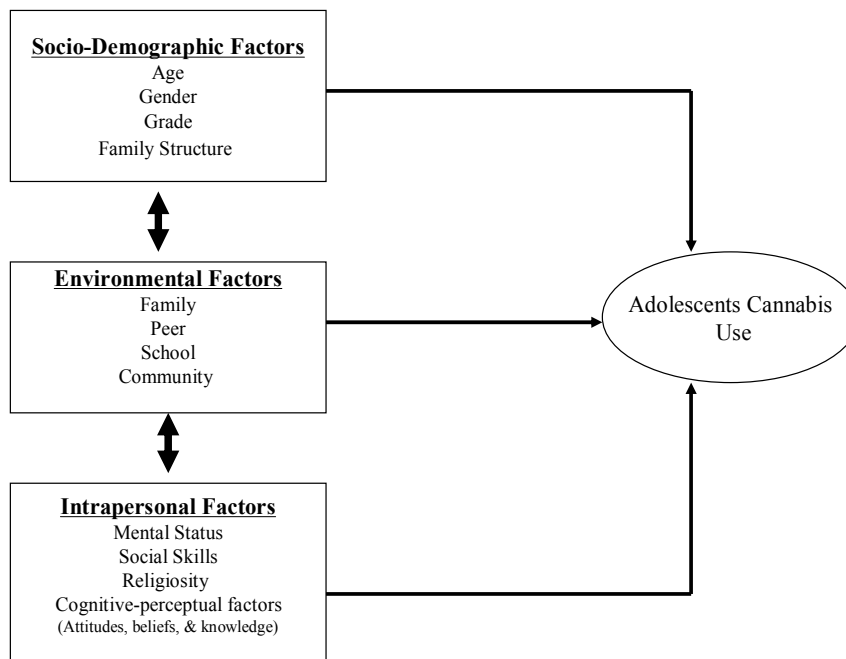 Socio-Demographic Factors
Age
Gender
Grade
Family Structure
Environmental Factors
Family
Peer
School
Community
Adolescents Cannabis
Use
Intrapersonal Factors
Mental Status
Social Skills
Religiosity
Cognitive-perceptual factors
(Attitudes, beliefs, & knowledge)